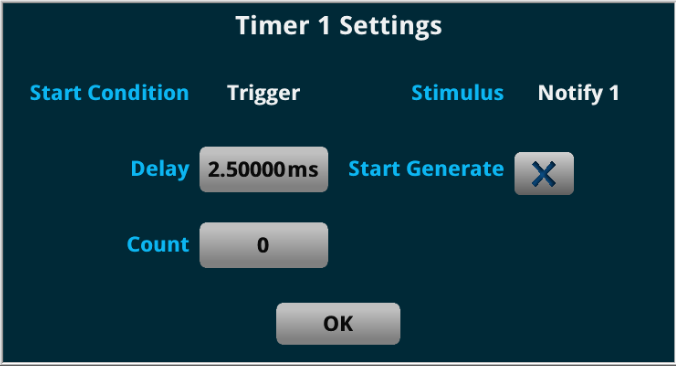 Timer 1 Settings
Start Condition Trigger Stimulus Notify 1
Delay 2.50000ms Start Generate
Count 0
OK